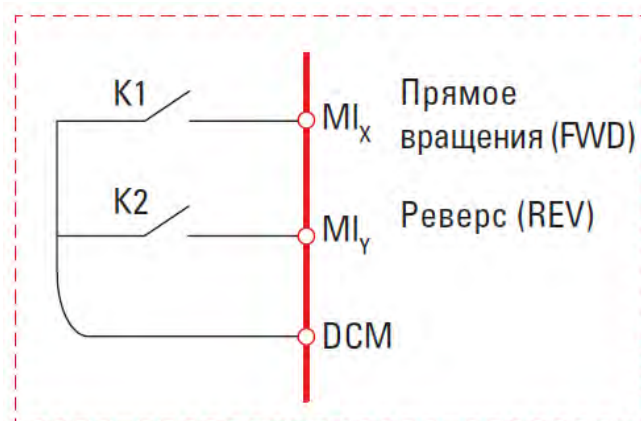 K1
MIX
Прямое
вращения (FWD)
K2
MIY
Реверс (REV)
DCM